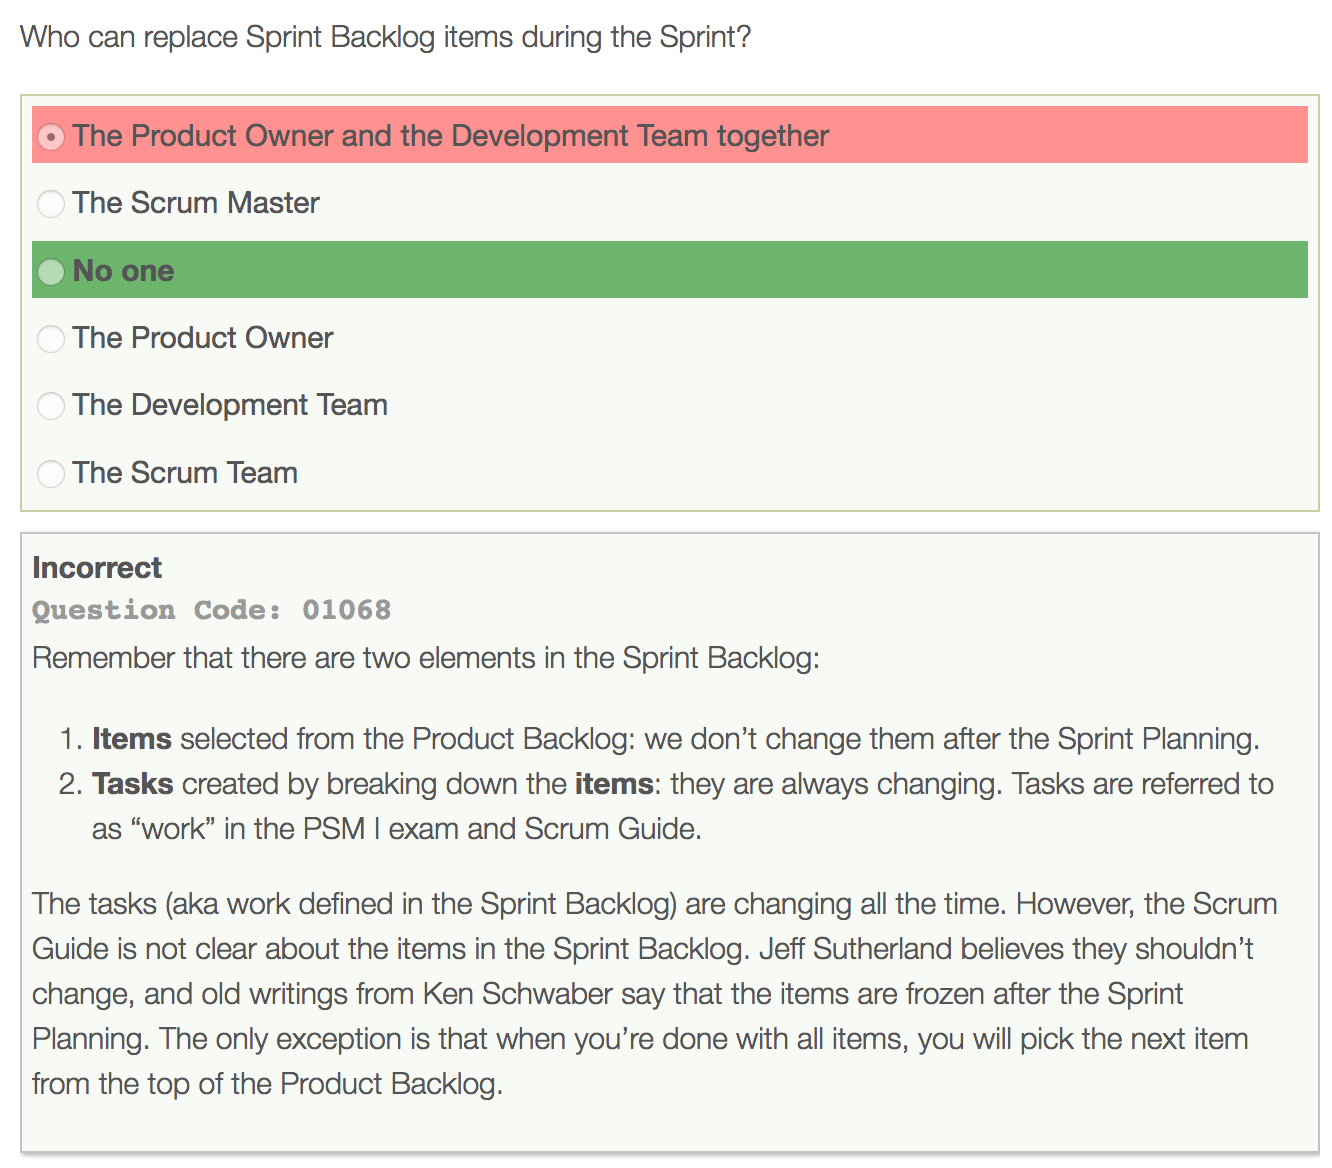 Who can replace Sprint Backlog items during the Sprint?
The Product Owner and the Development Team together
The Scrum Master
No one
The Product Owner
The Development Team
The Scrum Team
Incorrect
Question Code: 01068
Remember that there are two elements in the Sprint Backlog:
1. Items selected from the Product Backlog: we don’t change them after the Sprint Planning.
2. Tasks created by breaking down the items: they are always changing. Tasks are referred to
as “work” in the PSM I exam and Scrum Guide.
The tasks (aka work defined in the Sprint Backlog) are changing all the time. However, the Scrum
Guide is not clear about the items in the Sprint Backlog. Jeff Sutherland believes they shouldn’t
change, and old writings from Ken Schwaber say that the items are frozen after the Sprint
Planning. The only exception is that when you’re done with all items, you will pick the next item
from the top of the Product Backlog.